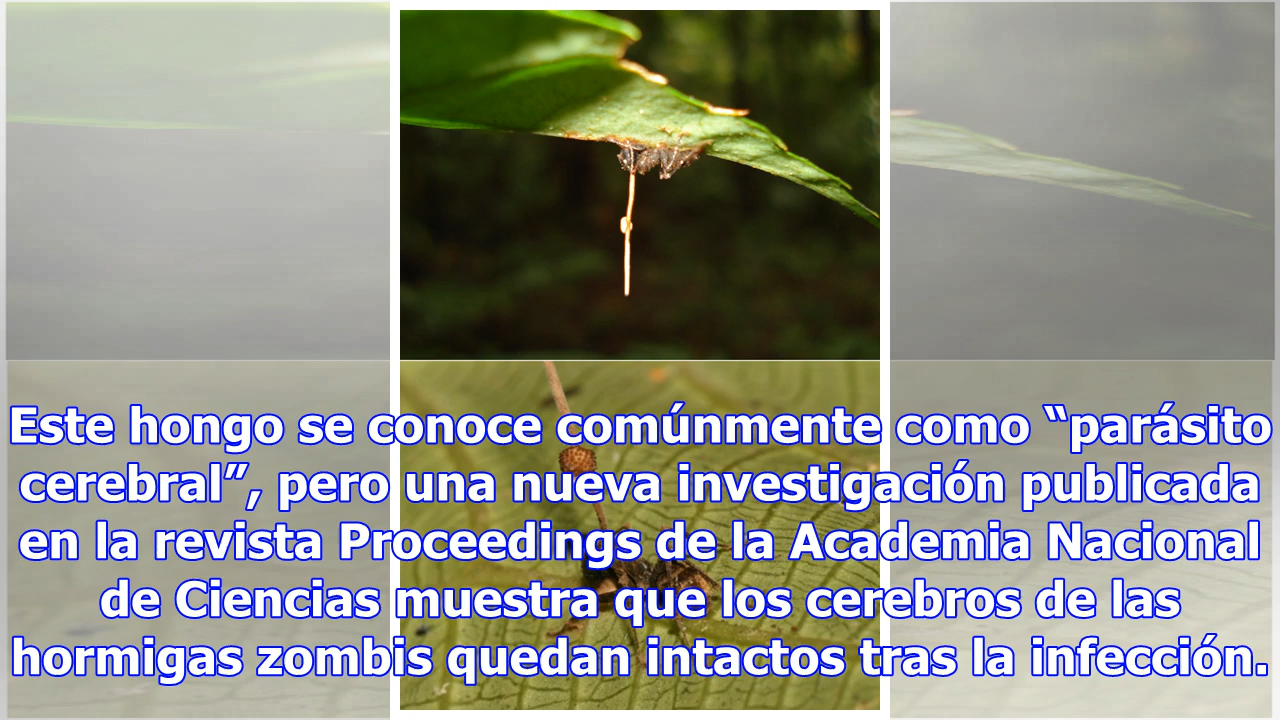 Este hongo se conoce comúnmente como “parásito
cerebral”, pero una nueva investigación publicada
en la revista Proceedings de la Academia Nacional
de Ciencias muestra que los cerebros de las
hormigas zombis quedan intactos tras la infección.